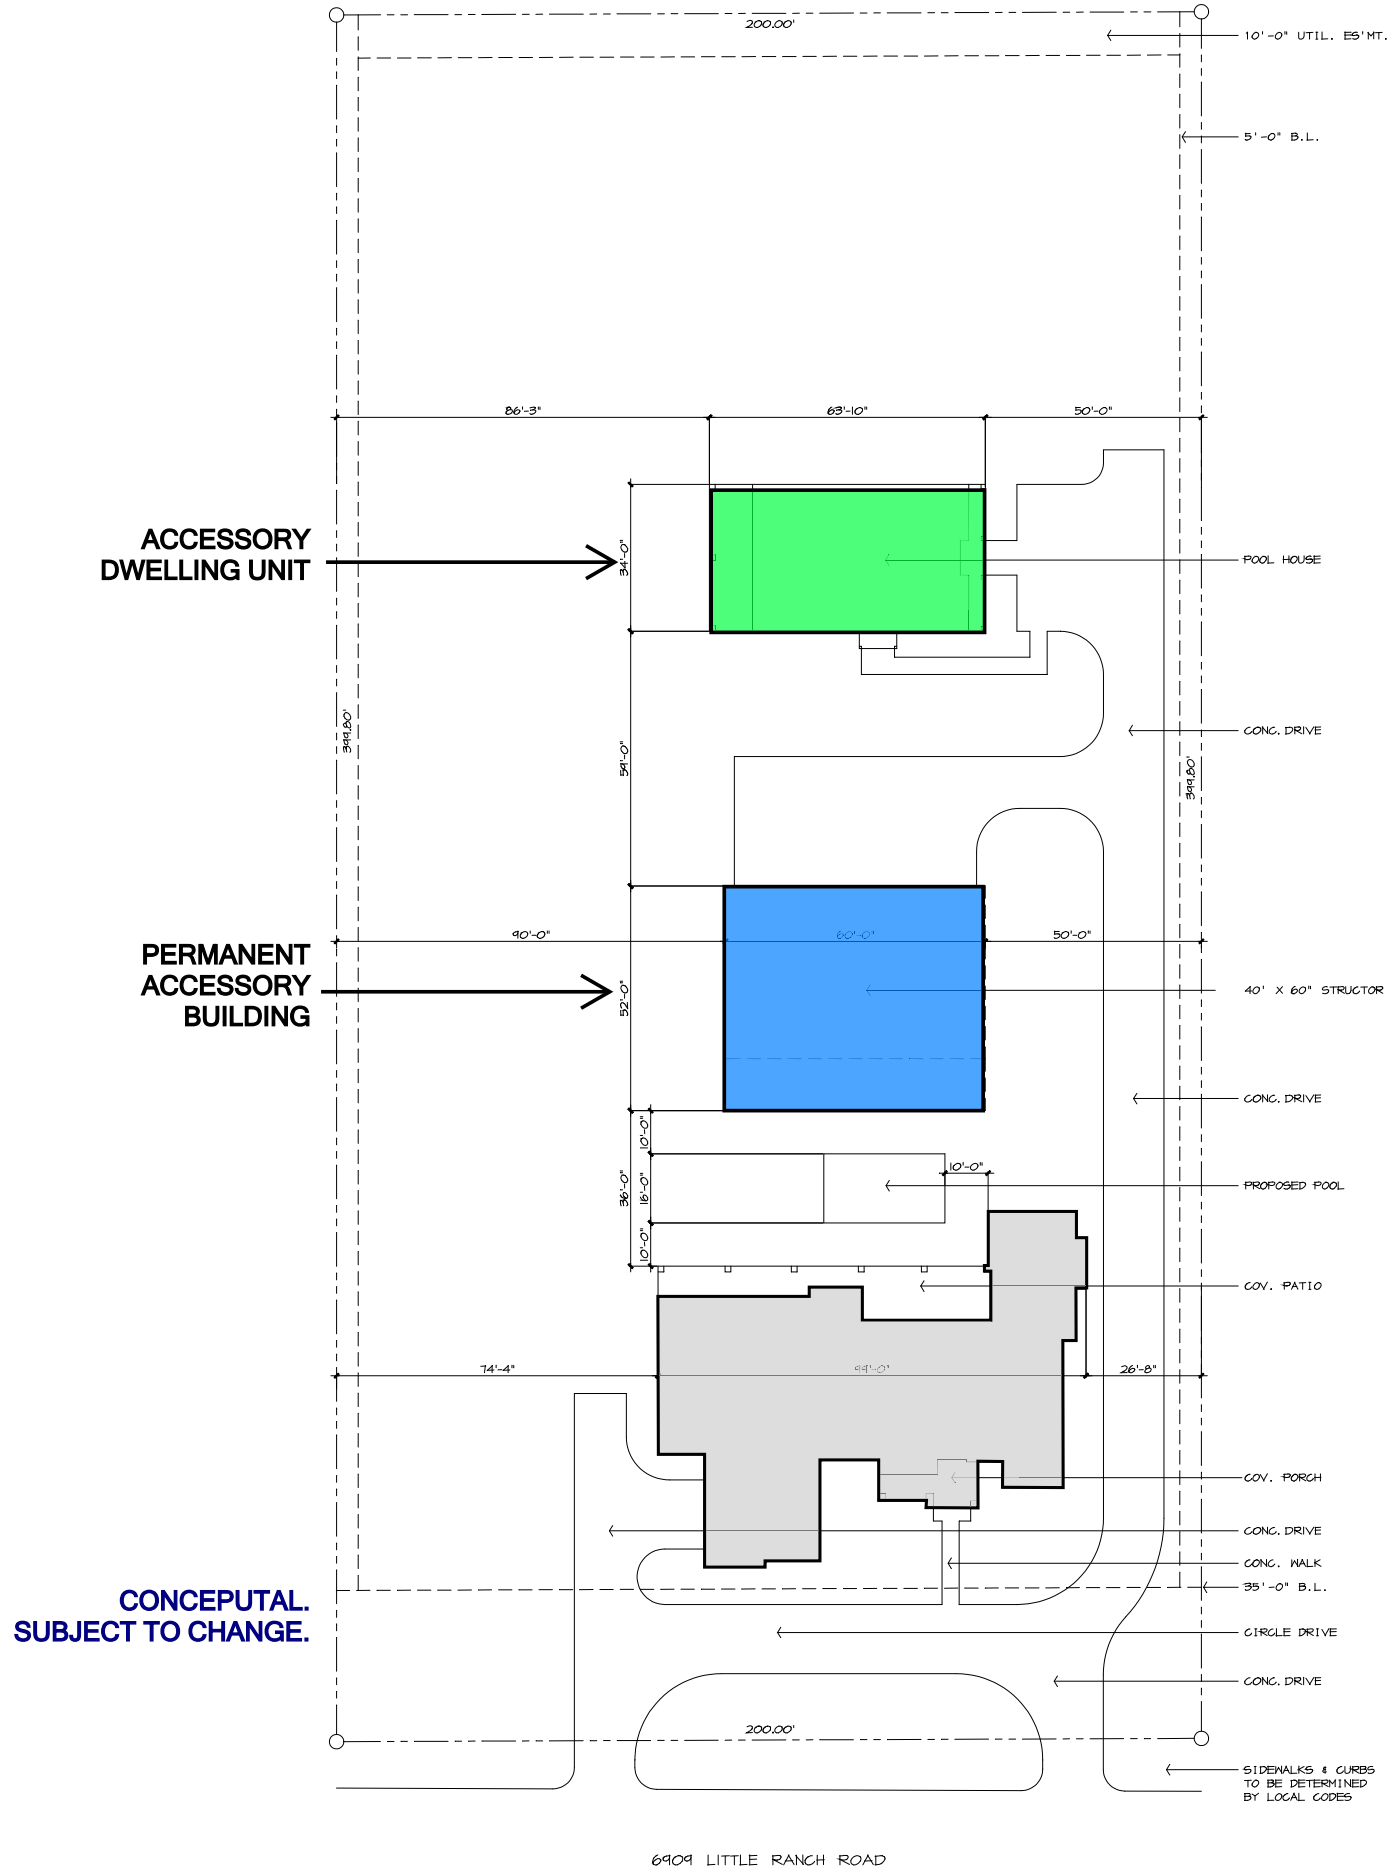 200.00'
10'-0" UTIL. ES'MT.
5'-0" B.L.
86'-3"
63'-10"
50'-0"
ACCESSORY
DWELLING UNIT
34'-0"
POOL HOUSE
399.80'
59'-0"
CONC. DRIVE
399.80'
90'-0"
60'-0"
50'-0"
PERMANENT
ACCESSORY
BUILDING
52'-0"
40' X 60" STRUCTOR
CONC. DRIVE
10'-0"
36'-0"
16'-0"
10'-0"
10'-0"
PROPOSED POOL
COV. PATIO
74'-4"
99'-0"
26'-8"
COV. PORCH
CONC. DRIVE
CONC. WALK
35'-0" B.L.
CONCEPUTAL.
SUBJECT TO CHANGE.
CIRCLE DRIVE
CONC. DRIVE
200.00'
SIDEWALKS & CURBS
TO BE DETERMINED
BY LOCAL CODES
6909 LITTLE RANCH ROAD